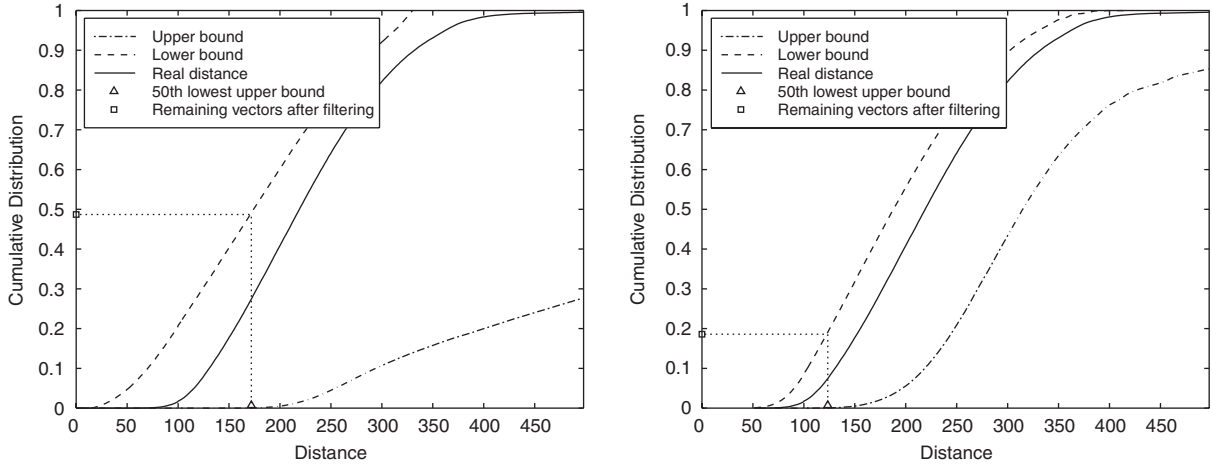 1
0.9
0.8
0.7
0.6
0.5
0.4
0.3
0.2
0.1
0
Cumulative Distribution
Upper bound
Lower bound
Real distance
50th lowest upper bound
Remaining vectors after filtering
0 50 100 150 200 250 300 350 400 450
Distance
1
0.9
0.8
0.7
0.6
0.5
0.4
0.3
0.2
0.1
0
Cumulative Distribution
Upper bound
Lower bound
Real distance
50th lowest upper bound
Remaining vectors after filtering
0 50 100 150 200 250 300 350 400 450
Distance